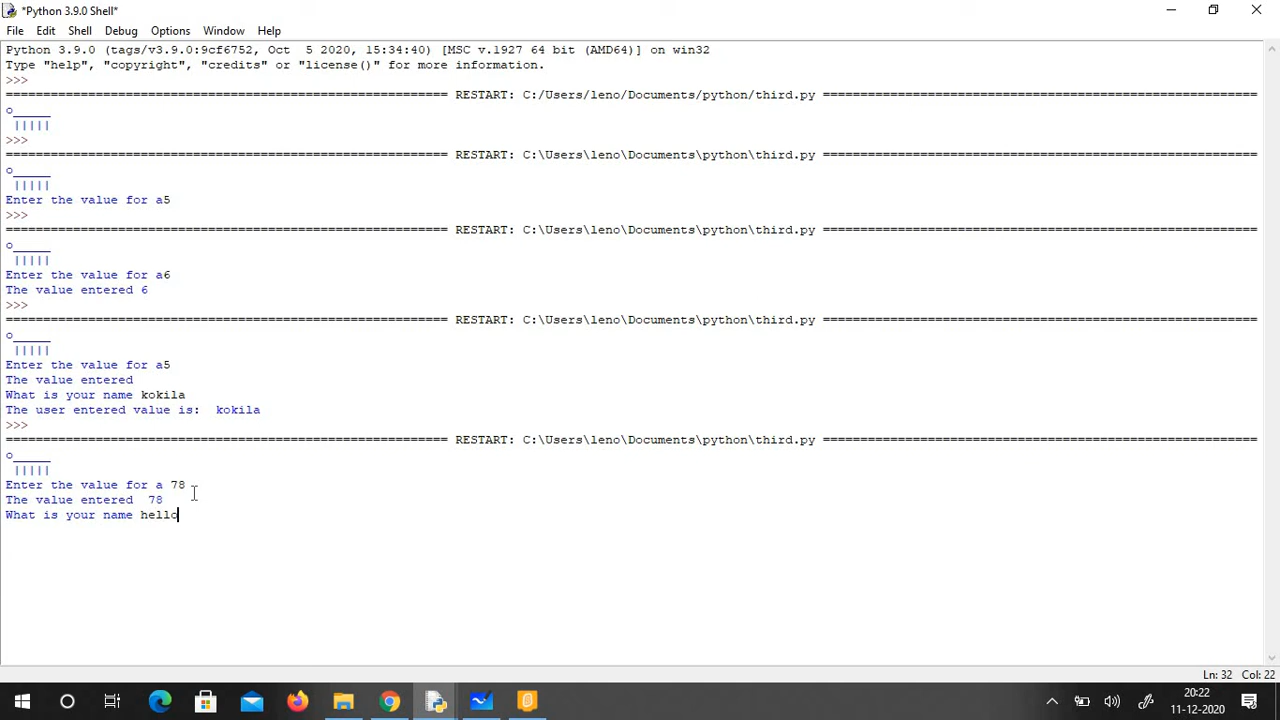 *Python 3.9.0 Shell*
File Edit Shell Debug Options Window Help
Python 3.9.0 (tags/v3.9.0:9cf6752, Oct  5 2020, 15:34:40) [MSC v.1927 64 bit (AMD64)] on win32
Type "help", "copyright", "credits" or "license()" for more information.
>>>
=========================================================== RESTART: C:/Users/leno/Documents/python/third.py ==========================================================
o_____
 |||||
>>>
=========================================================== RESTART: C:\Users\leno\Documents\python\third.py ==========================================================
o_____
 |||||
Enter the value for a5
>>>
=========================================================== RESTART: C:\Users\leno\Documents\python\third.py ==========================================================
o_____
 |||||
Enter the value for a6
The value entered 6
>>>
=========================================================== RESTART: C:\Users\leno\Documents\python\third.py ==========================================================
o_____
 |||||
Enter the value for a5
The value entered
What is your name kokila
The user entered value is:  kokila
>>>
=========================================================== RESTART: C:\Users\leno\Documents\python\third.py ==========================================================
o_____
 |||||
Enter the value for a 78
The value entered  78
What is your name hello
Ln: 32 Col: 22
20:22
11-12-2020